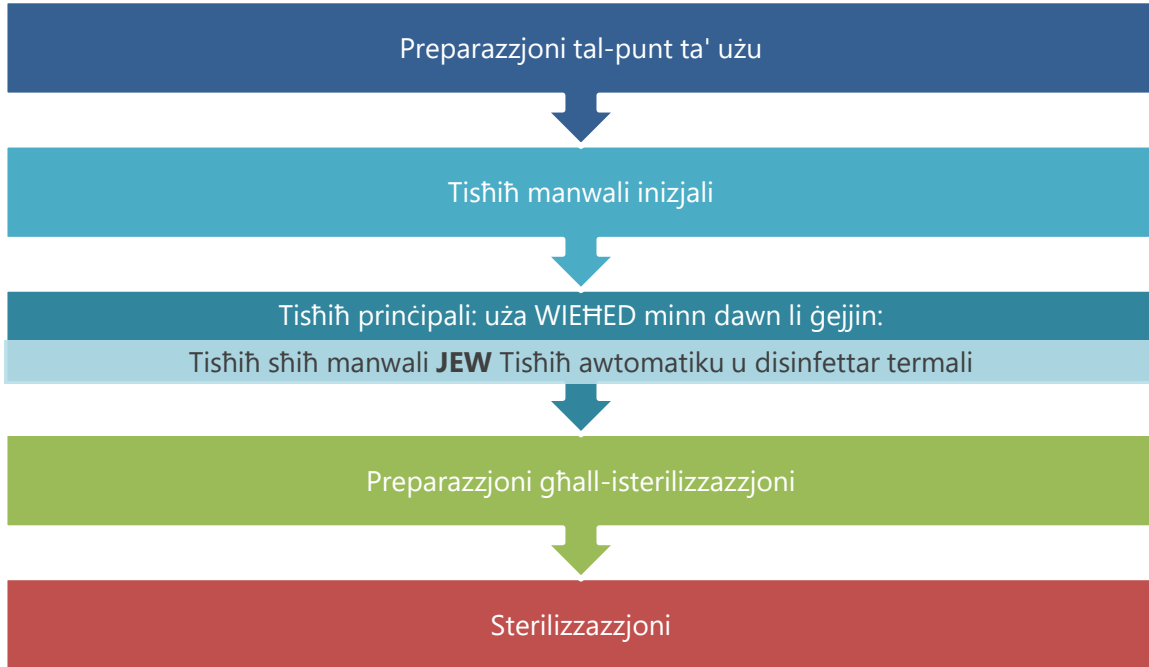 Preparazzjoni tal-punt ta' użu
Tisħiħ manwali inizjali
Tisħiħ prinċipali: uża WIEĦED minn dawn li ġejjin:
Tisħiħ sħiħ manwali JEW Tisħiħ awtomatiku u disinfettar termali
Preparazzjoni għall-isterilizzazzjoni
Sterilizzazzjoni